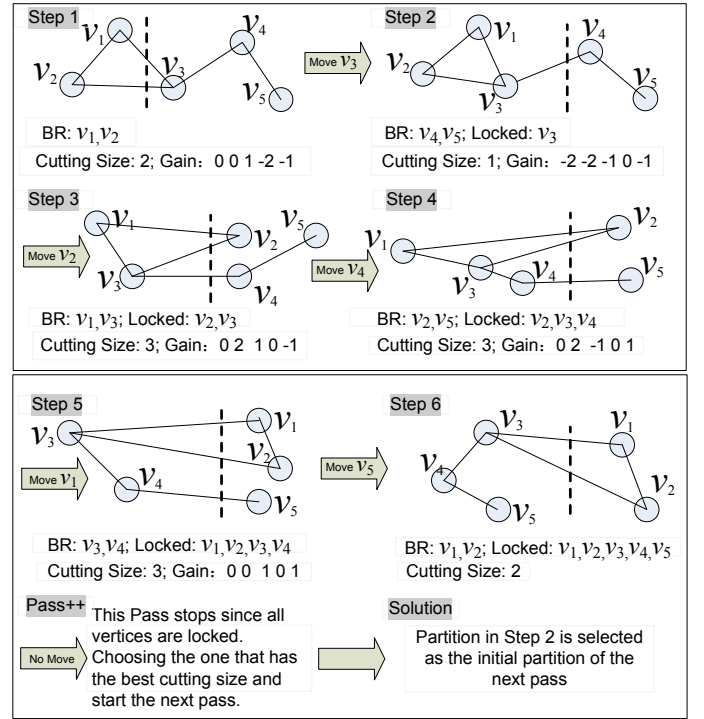 Step 1
v1
v2
v3
v4
v5
BR: v1,v2
Cutting Size: 2; Gain： 0 0 1 -2 -1
Move v3
Step 2
v1
v2
v3
v4
v5
BR: v4,v5; Locked: v3
Cutting Size: 1; Gain： -2 -2 -1 0 -1
Step 3
Move v2
v1
v2
v3
v4
v5
BR: v1,v3; Locked: v2,v3
Cutting Size: 3; Gain： 0 2 1 0 -1
Move v4
Step 4
v1
v2
v3
v4
v5
BR: v2,v5; Locked: v2,v3,v4
Cutting Size: 3; Gain： 0 2 -1 0 1
Step 5
Move v1
v3
v1
v2
v4
v5
BR: v3,v4; Locked: v1,v2,v3,v4
Cutting Size: 3; Gain： 0 0 1 0 1
Move v5
Step 6
v3
v1
v4
v2
v5
BR: v1,v2; Locked: v1,v2,v3,v4,v5
Cutting Size: 2
Pass++
No Move
This Pass stops since all
vertices are locked.
Choosing the one that has
the best cutting size and
start the next pass.
Solution
Partition in Step 2 is selected
as the initial partition of the
next pass